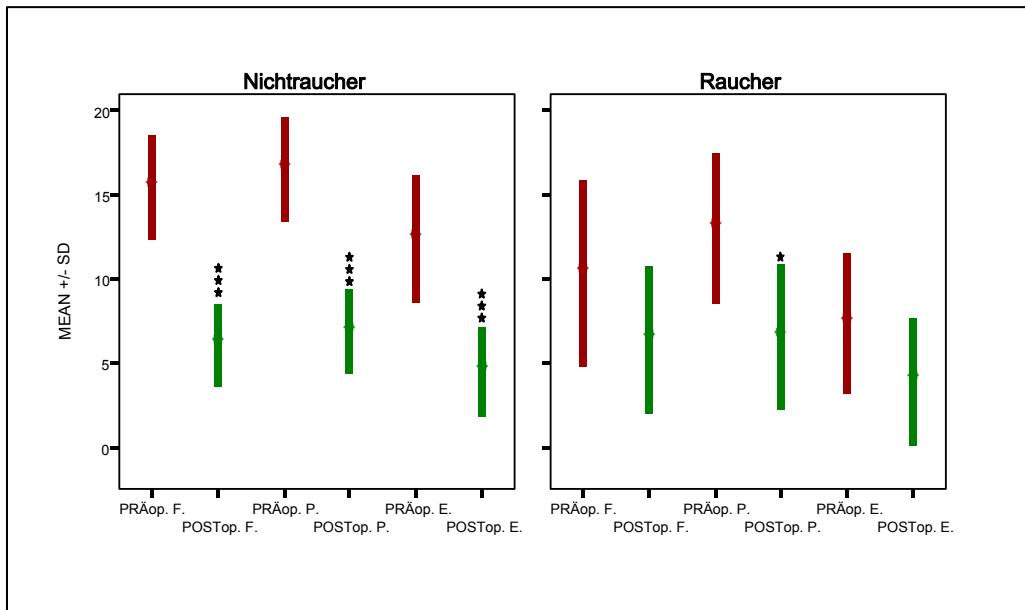 Nichtraucher
Raucher
MEAN +/- SD
20
15
10
5
0
PRÄop. F.
POSTop. F.
PRÄop. P.
POSTop. P.
PRÄop. E.
POSTop. E.
PRÄop. F.
POSTop. F.
PRÄop. P.
POSTop. P.
PRÄop. E.
POSTop. E.